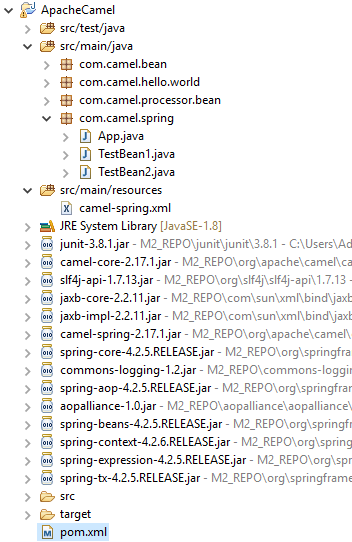 ApacheCamel
src/test/java
src/main/java
com.camel.bean
com.camel.hello.world
com.camel.processor.bean
com.camel.spring
App.java
TestBean1.java
TestBean2.java
src/main/resources
camel-spring.xml
JRE System Library [JavaSE-1.8]
junit-3.8.1.jar - M2_REPO\junit\junit\3.8.1 - C:\Users\Ad
camel-core-2.17.1.jar - M2_REPO\org\apache\camel\
slf4j-api-1.7.13.jar - M2_REPO\org\slf4j\slf4j-api\1.7.13
jaxb-core-2.2.11.jar - M2_REPO\com\sun\xml\bind\jaxb
jaxb-impl-2.2.11.jar - M2_REPO\com\sun\xml\bind\jaxb
camel-spring-2.17.1.jar - M2_REPO\org\apache\camel\
spring-core-4.2.5.RELEASE.jar - M2_REPO\org\springfr
commons-logging-1.2.jar - M2_REPO\commons-loggi
spring-aop-4.2.5.RELEASE.jar - M2_REPO\org\springfra
aopalliance-1.0.jar - M2_REPO\aopalliance\aopalliance\
spring-beans-4.2.5.RELEASE.jar - M2_REPO\org\springf
spring-context-4.2.6.RELEASE.jar - M2_REPO\org\sprin
spring-expression-4.2.5.RELEASE.jar - M2_REPO\org\sp
spring-tx-4.2.5.RELEASE.jar - M2_REPO\org\springframe
src
target
pom.xml